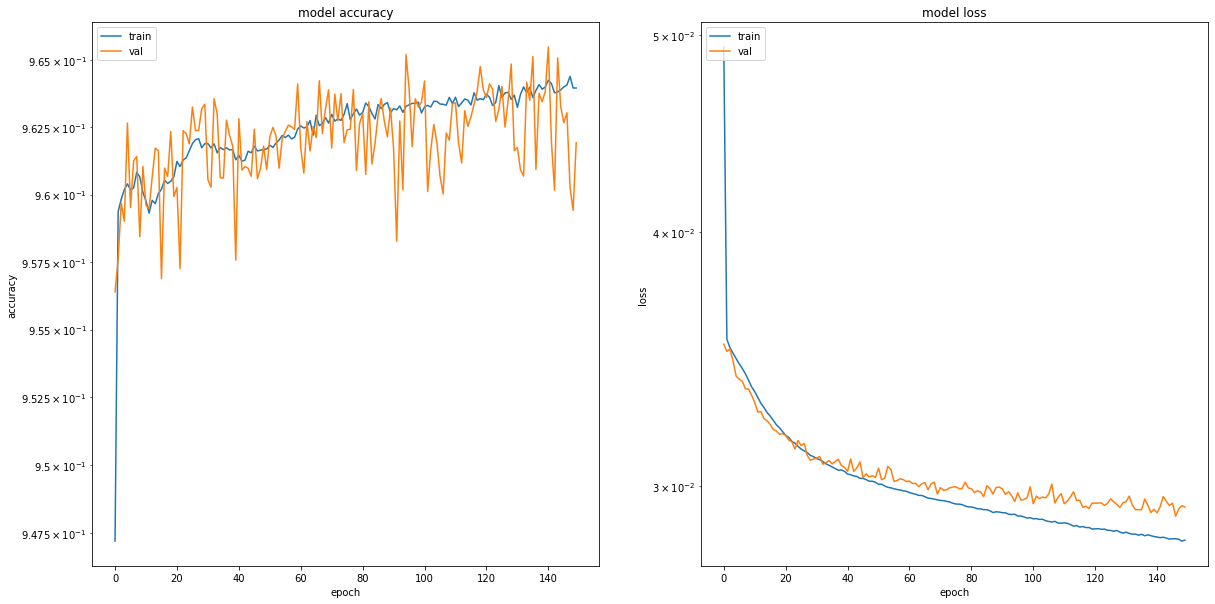 model accuracy
train
val
9.65 × 10⁻¹
9.625 × 10⁻¹
9.6 × 10⁻¹
9.575 × 10⁻¹
9.55 × 10⁻¹
9.525 × 10⁻¹
9.5 × 10⁻¹
9.475 × 10⁻¹
accuracy
0 20 40 60 80 100 120 140
epoch
model loss
train
val
5 × 10⁻²
4 × 10⁻²
3 × 10⁻²
loss
0 20 40 60 80 100 120 140
epoch